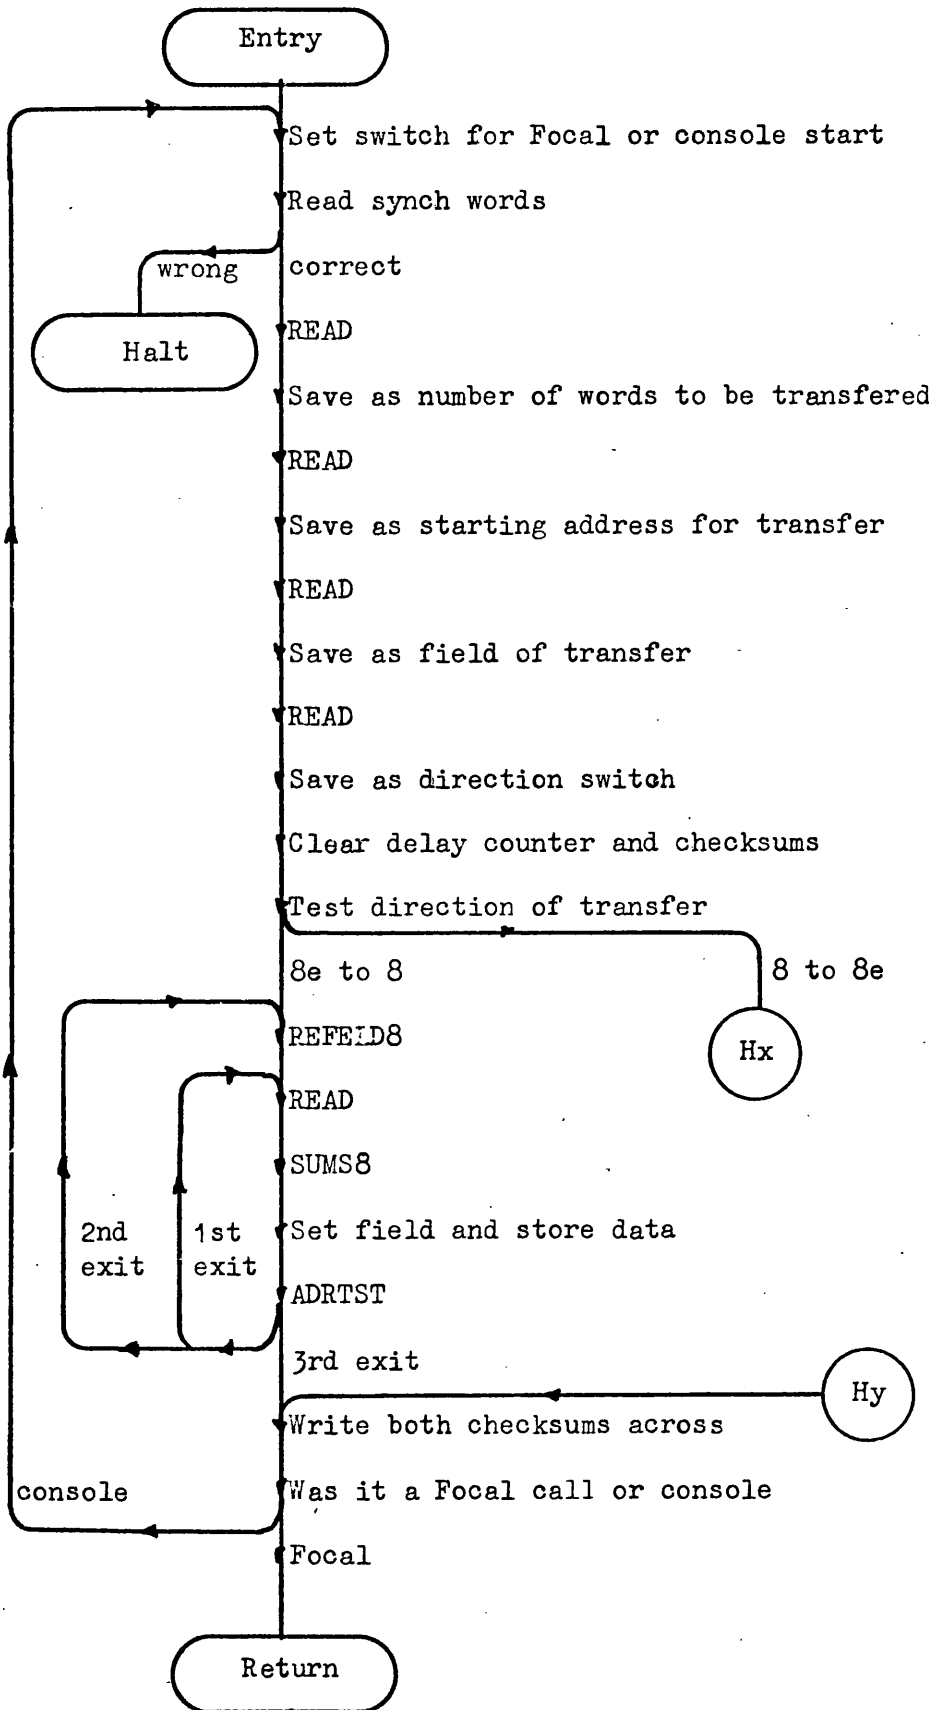 Entry
Set switch for Focal or console start
Read synch words
wrong
correct
Halt
READ
Save as number of words to be transfered
READ
Save as starting address for transfer
READ
Save as field of transfer
READ
Save as direction switch
Clear delay counter and checksums
Test direction of transfer
8e to 8
8 to 8e
Hx
REFEID8
READ
SUMS8
2nd
exit
1st
exit
Set field and store data
ADRTST
3rd exit
Hy
Write both checksums across
console
Was it a Focal call or console
Focal
Return